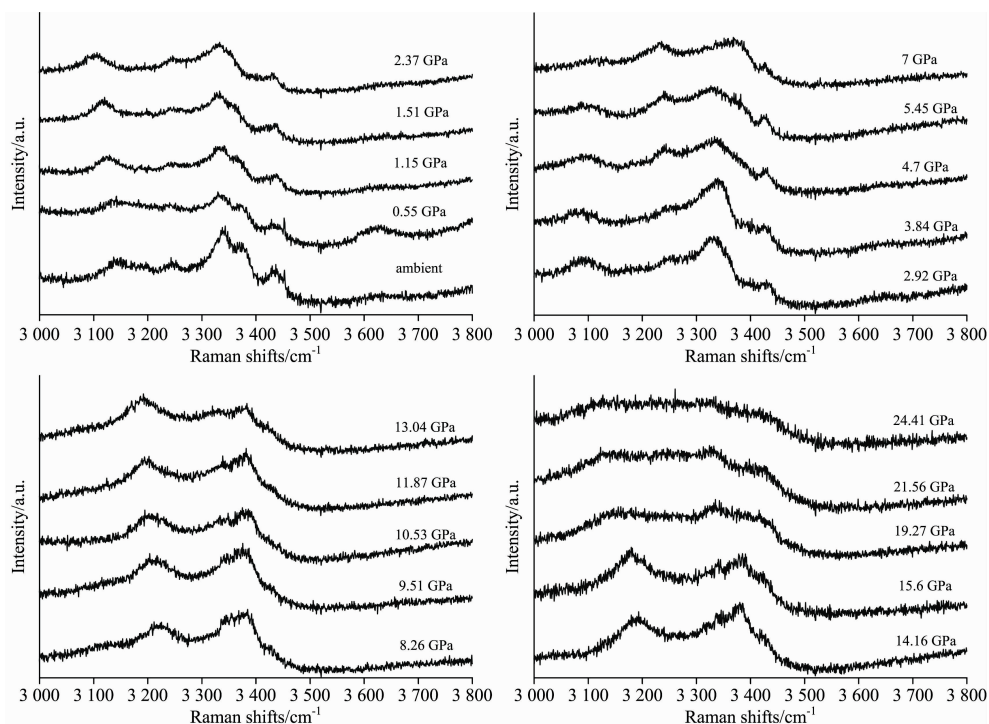 Intensity/a.u.
2.37 GPa
1.51 GPa
1.15 GPa
0.55 GPa
ambient
3 000 3 100 3 200 3 300 3 400 3 500 3 600 3 700 3 800
Raman shifts/cm⁻¹
Intensity/a.u.
7 GPa
5.45 GPa
4.7 GPa
3.84 GPa
2.92 GPa
3 000 3 100 3 200 3 300 3 400 3 500 3 600 3 700 3 800
Raman shifts/cm⁻¹
Intensity/a.u.
13.04 GPa
11.87 GPa
10.53 GPa
9.51 GPa
8.26 GPa
3 000 3 100 3 200 3 300 3 400 3 500 3 600 3 700 3 800
Raman shifts/cm⁻¹
Intensity/a.u.
24.41 GPa
21.56 GPa
19.27 GPa
15.6 GPa
14.16 GPa
3 000 3 100 3 200 3 300 3 400 3 500 3 600 3 700 3 800
Raman shifts/cm⁻¹